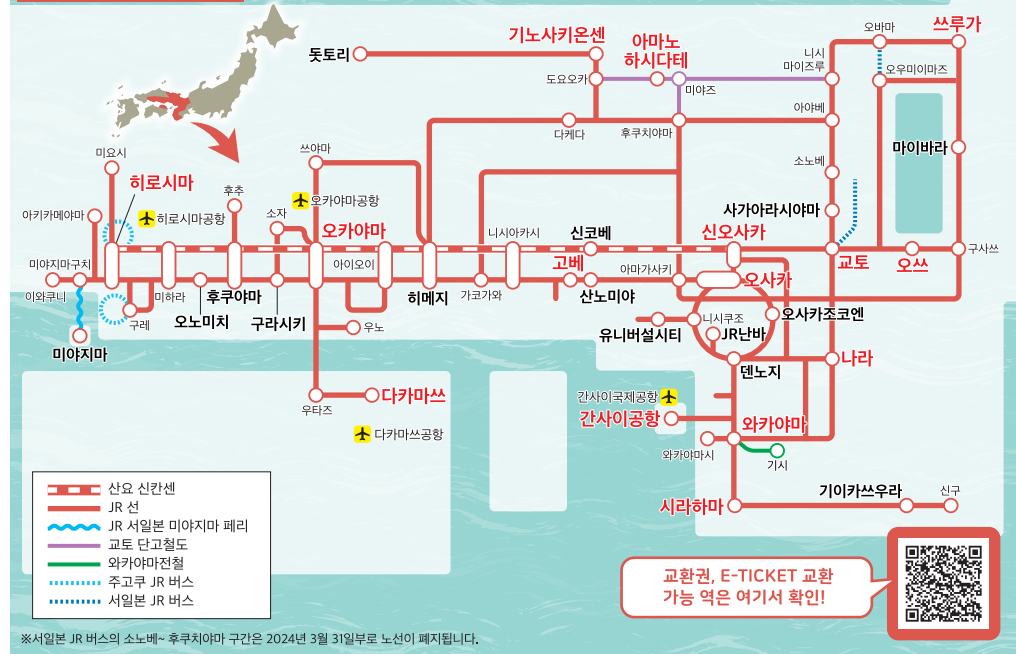 돗토리
기노사키온센
아마노
하시다테
오바마
쓰루가
니시
마이즈루
오우미이마즈
도요오카
미야즈
아야베
다케다
후쿠치야마
마이바라
미요시
쓰야마
소노베
히로시마
후추
오카야마공항
아키카메야마
히로시마공항
소자
오카야마
니시아카시
신코베
신오사카
사가아라시야마
미야지마구치
아이오이
고베
아마가사키
오사카
교토
오쓰
구사쓰
이와쿠니
미하라
후쿠야마
히메지
가코가와
산노미야
구레
오노미치
구라시키
우노
유니버설시티
니시쿠조
JR난바
오사카조코엔
미야지마
덴노지
나라
우타즈
다카마쓰
간사이국제공항
간사이공항
다카마쓰공항
와카야마
와카야마시
기시
시라하마
기이카쓰우라
신구
산요 신칸센
JR 선
JR 서일본 미야지마 페리
교토 단고철도
와카야마전철
주고쿠 JR 버스
서일본 JR 버스
교환권, E-TICKET 교환
가능 역은 여기서 확인!
※서일본 JR 버스의 소노베~ 후쿠치야마 구간은 2024년 3월 31일부로 노선이 폐지됩니다.